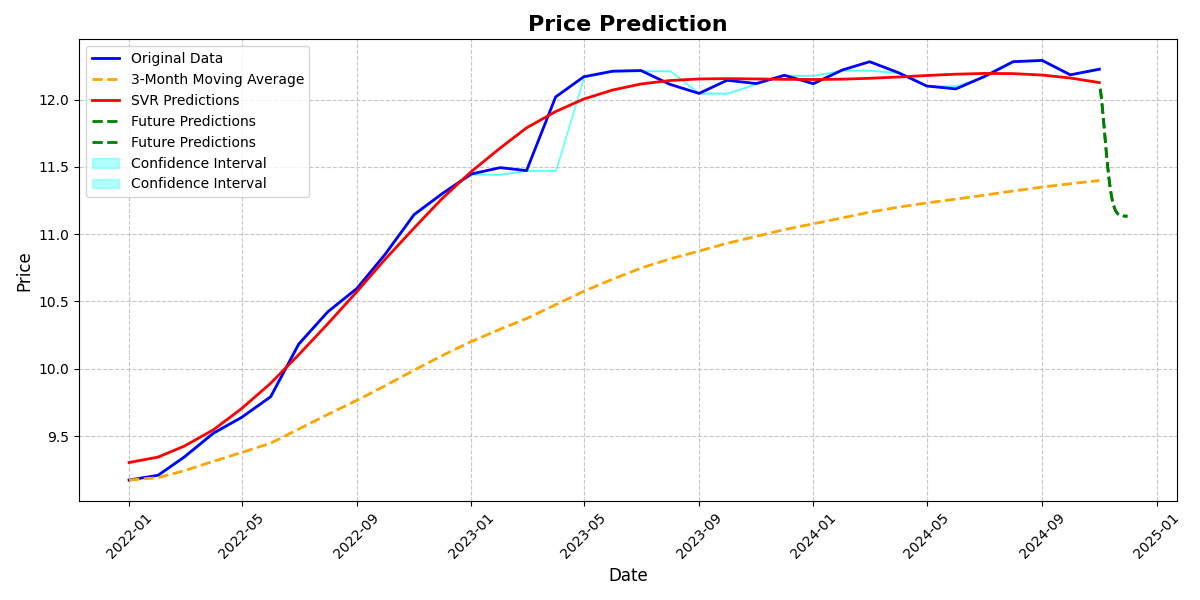 Price Prediction
Original Data
3-Month Moving Average
SVR Predictions
Future Predictions
Future Predictions
Confidence Interval
Confidence Interval
Price
12.0
11.5
11.0
10.5
10.0
9.5
2022-01
2022-05
2022-09
2023-01
2023-05
2023-09
2024-01
2024-05
2024-09
2025-01
Date